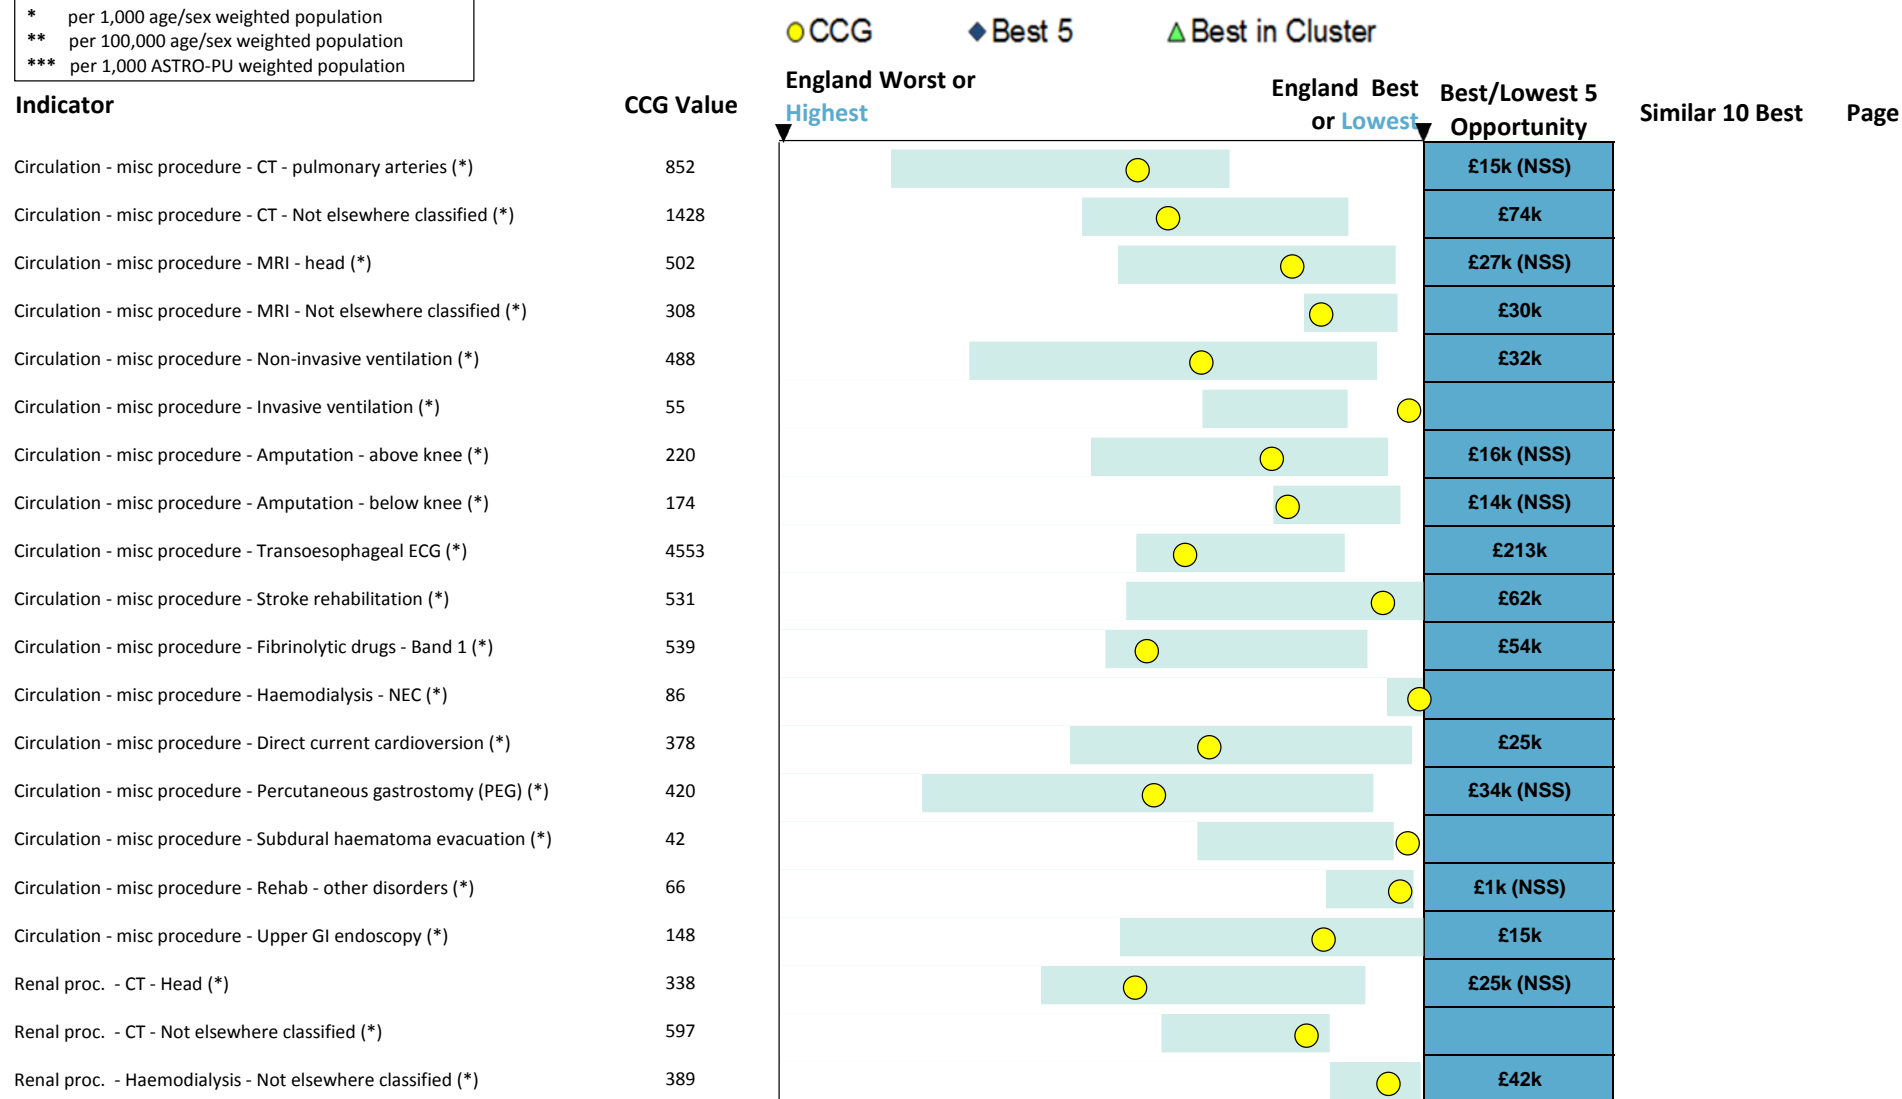 * per 1,000 age/sex weighted population
** per 100,000 age/sex weighted population
*** per 1,000 ASTRO-PU weighted population
CCG Best 5 Best in Cluster
Indicator CCG Value England Worst or Highest England Best or Lowest Best/Lowest 5 Opportunity Similar 10 Best Page
Circulation - misc procedure - CT - pulmonary arteries (*) 852 £15k (NSS)
Circulation - misc procedure - CT - Not elsewhere classified (*) 1428 £74k
Circulation - misc procedure - MRI - head (*) 502 £27k (NSS)
Circulation - misc procedure - MRI - Not elsewhere classified (*) 308 £30k
Circulation - misc procedure - Non-invasive ventilation (*) 488 £32k
Circulation - misc procedure - Invasive ventilation (*) 55
Circulation - misc procedure - Amputation - above knee (*) 220 £16k (NSS)
Circulation - misc procedure - Amputation - below knee (*) 174 £14k (NSS)
Circulation - misc procedure - Transoesophageal ECG (*) 4553 £213k
Circulation - misc procedure - Stroke rehabilitation (*) 531 £62k
Circulation - misc procedure - Fibrinolytic drugs - Band 1 (*) 539 £54k
Circulation - misc procedure - Haemodialysis - NEC (*) 86
Circulation - misc procedure - Direct current cardioversion (*) 378 £25k
Circulation - misc procedure - Percutaneous gastrostomy (PEG) (*) 420 £34k (NSS)
Circulation - misc procedure - Subdural haematoma evacuation (*) 42
Circulation - misc procedure - Rehab - other disorders (*) 66 £1k (NSS)
Circulation - misc procedure - Upper GI endoscopy (*) 148 £15k
Renal proc. - CT - Head (*) 338 £25k (NSS)
Renal proc. - CT - Not elsewhere classified (*) 597
Renal proc. - Haemodialysis - Not elsewhere classified (*) 389 £42k